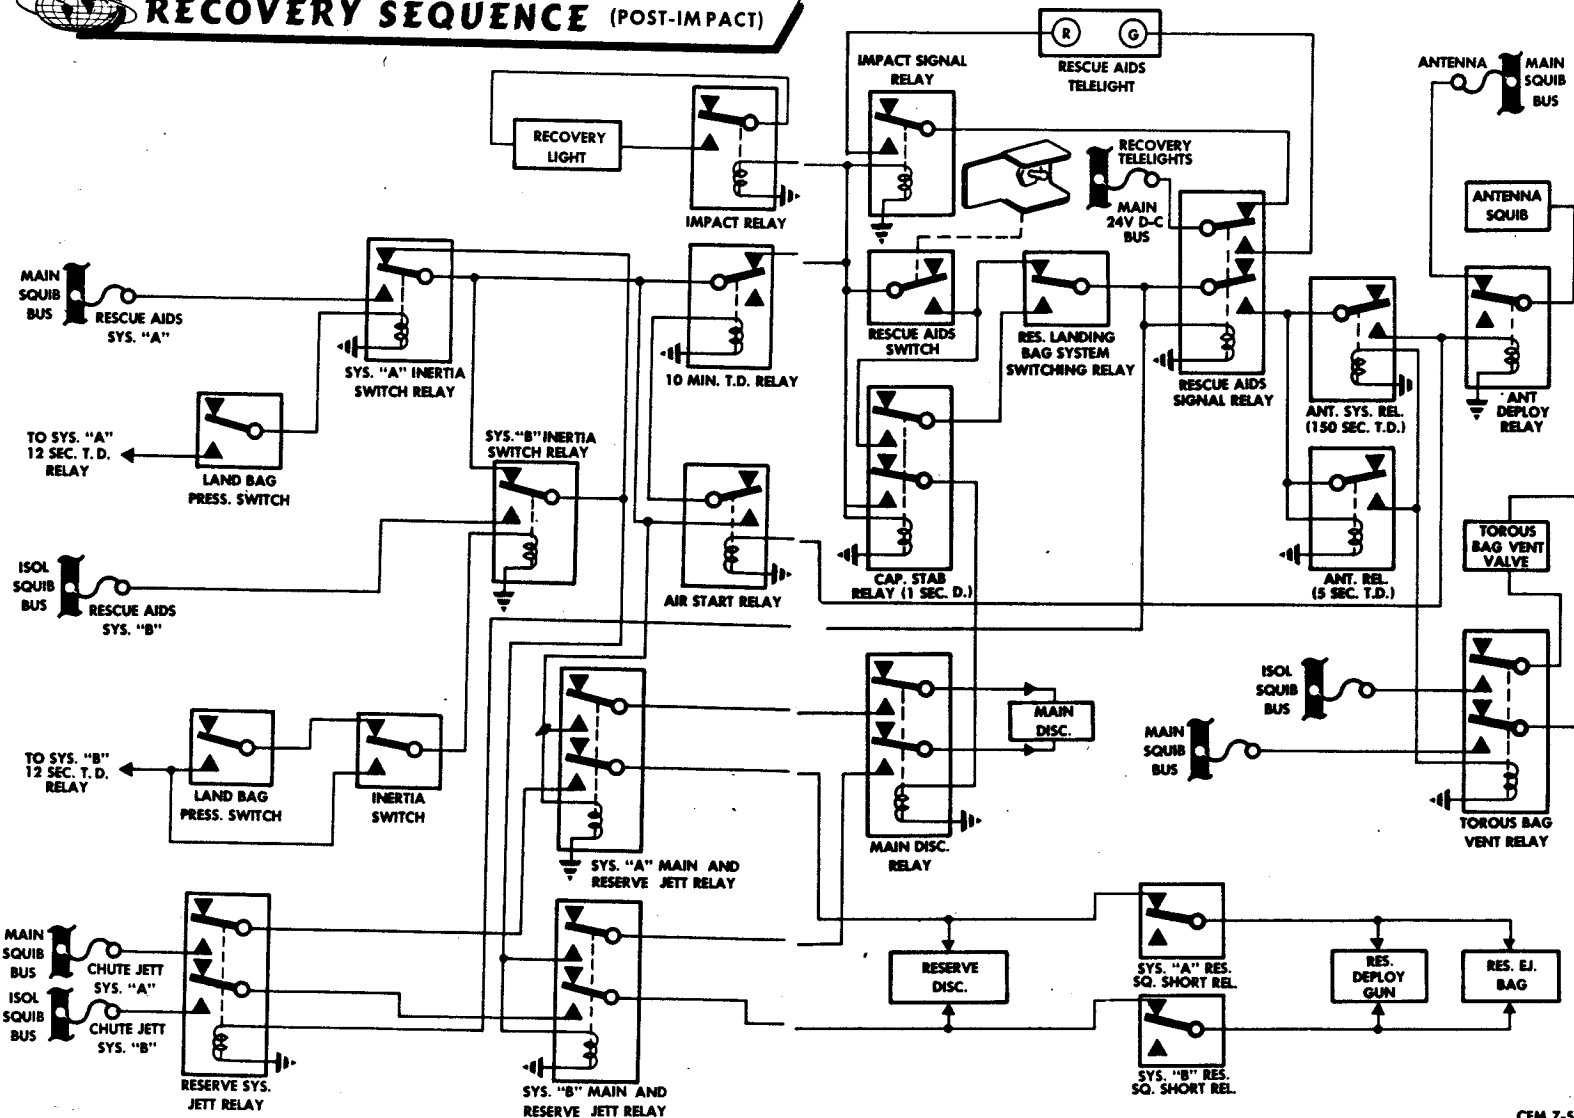 RECOVERY SEQUENCE (POST-IMPACT)
R
G
RESCUE AIDS
TELELIGHT
IMPACT SIGNAL
RELAY
ANTENNA
MAIN
SQUIB
BUS
RECOVERY
LIGHT
IMPACT RELAY
RECOVERY
TELELIGHTS
MAIN
24V D-C
BUS
ANTENNA
SQUIB
MAIN
SQUIB
BUS
RESCUE AIDS
SYS. "A"
SYS. "A" INERTIA
SWITCH RELAY
10 MIN. T.D. RELAY
RESCUE AIDS
SWITCH
RES. LANDING
BAG SYSTEM
SWITCHING RELAY
RESCUE AIDS
SIGNAL RELAY
ANT. SYS. REL.
(150 SEC. T.D.)
ANT
DEPLOY
RELAY
TO SYS. "A"
12 SEC. T. D.
RELAY
LAND BAG
PRESS. SWITCH
SYS. "B" INERTIA
SWITCH RELAY
ISOL
SQUIB
BUS
RESCUE AIDS
SYS. "B"
AIR START RELAY
CAP. STAB
RELAY (1 SEC. D.)
ANT. REL.
(5 SEC. T.D.)
TOROUS
BAG VENT
VALVE
ISOL
SQUIB
BUS
MAIN
SQUIB
BUS
MAIN
DISC.
TO SYS. "B"
12 SEC. T. D.
RELAY
LAND BAG
PRESS. SWITCH
INERTIA
SWITCH
SYS. "A" MAIN AND
RESERVE JETT RELAY
MAIN DISC.
RELAY
TOROUS BAG
VENT RELAY
MAIN
SQUIB
BUS
CHUTE JETT
SYS. "A"
ISOL
SQUIB
BUS
CHUTE JETT
SYS. "B"
RESERVE SYS.
JETT RELAY
SYS. "B" MAIN AND
RESERVE JETT RELAY
RESERVE
DISC.
SYS. "A" RES.
SQ. SHORT REL.
RES.
DEPLOY
GUN
RES. EJ.
BAG
SYS. "B" RES.
SQ. SHORT REL.